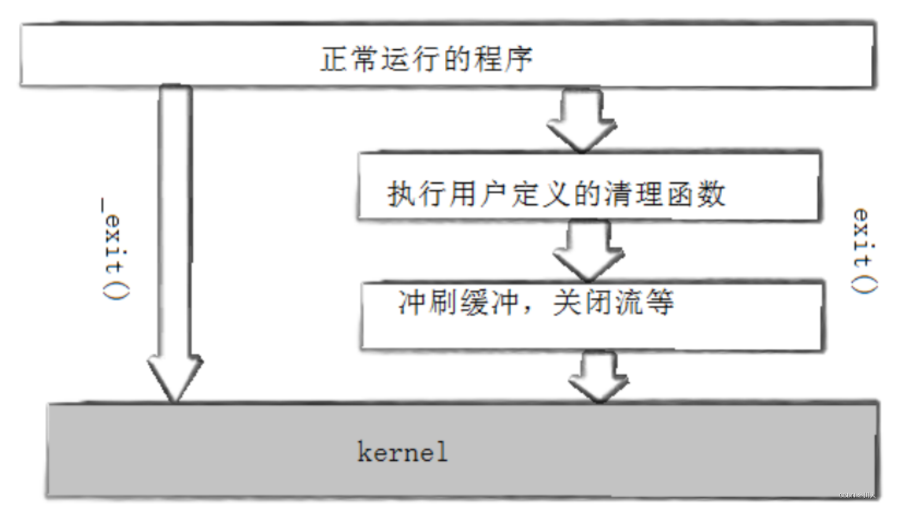 正常运行的程序
执行用户定义的清理函数
_exit()
exit()
冲刷缓冲，关闭流等
kernel